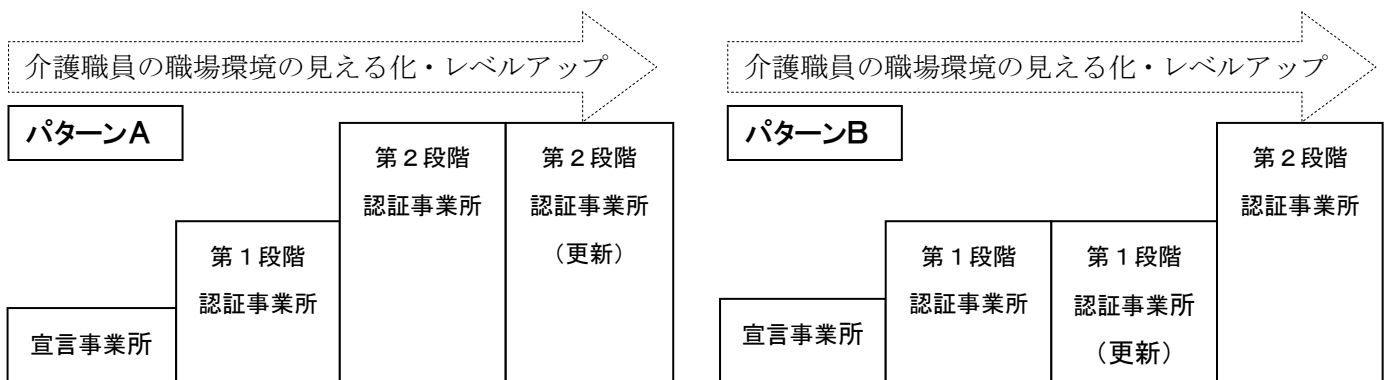 介護職員の職場環境の見える化・レベルアップ
パターンA
宣言事業所
第１段階
認証事業所
第２段階
認証事業所
第２段階
認証事業所
（更新）
介護職員の職場環境の見える化・レベルアップ
パターンB
宣言事業所
第１段階
認証事業所
第１段階
認証事業所
（更新）
第２段階
認証事業所